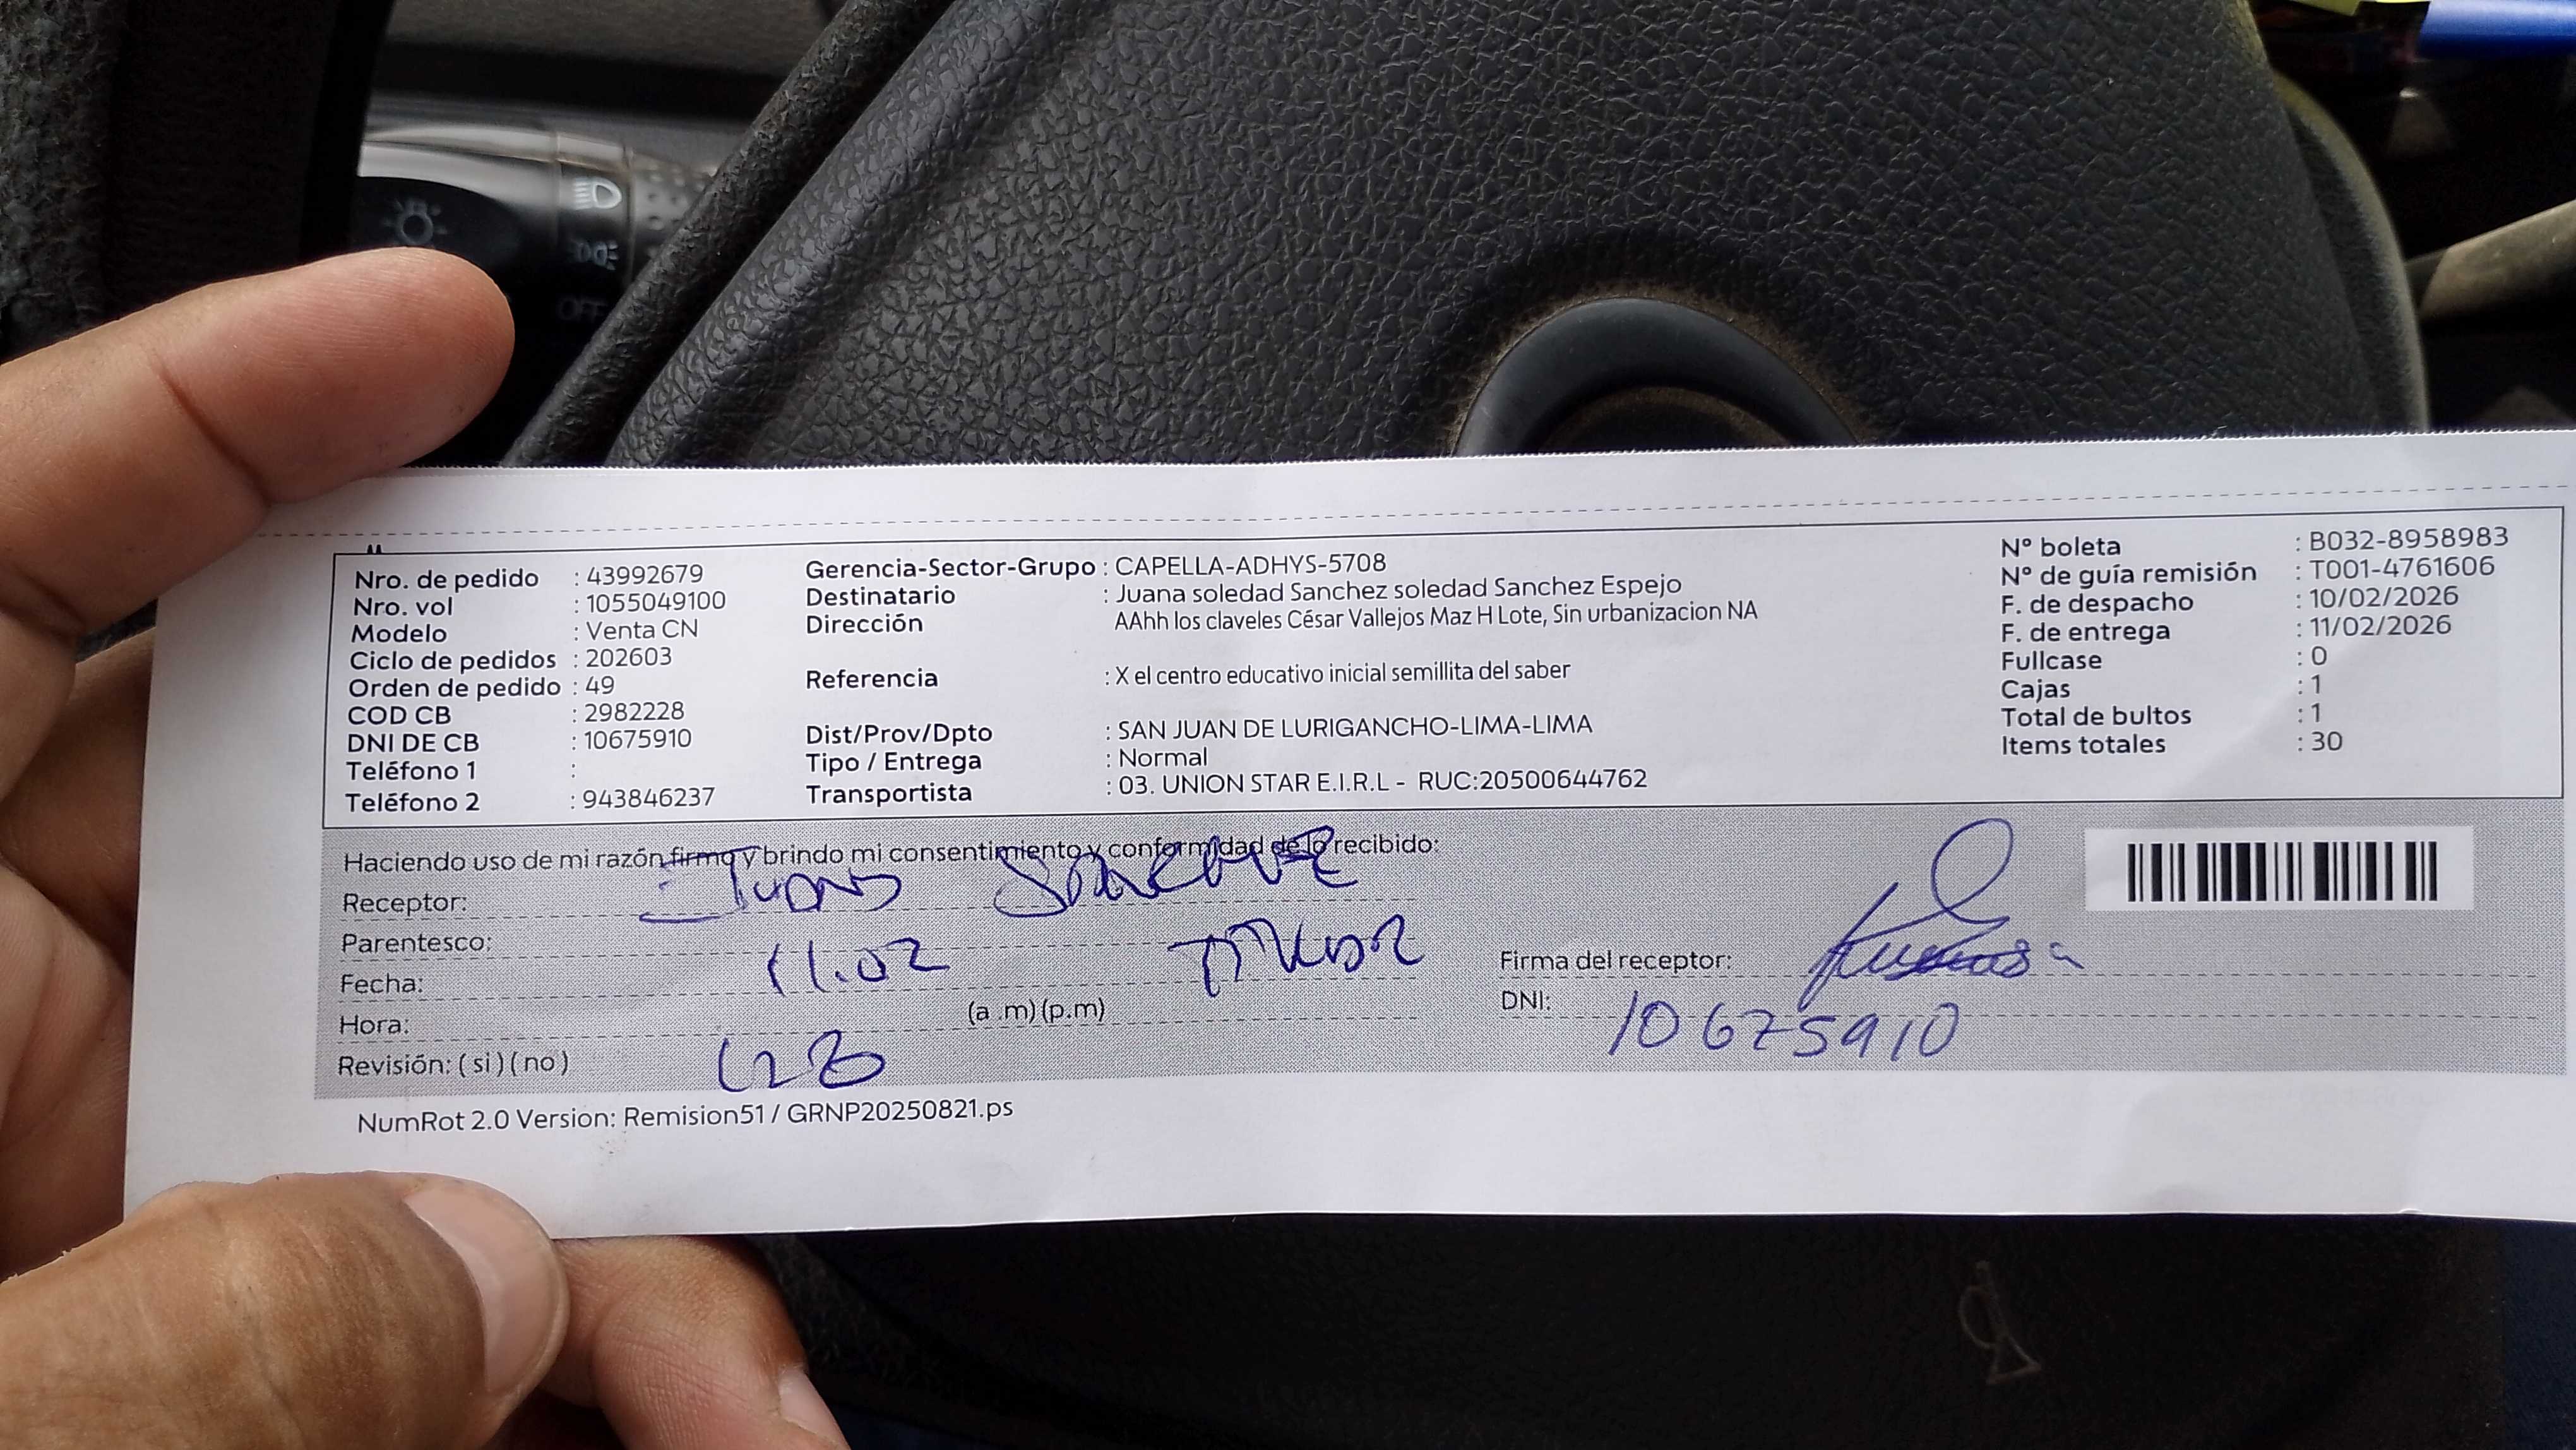 OFF
Nro. de pedido : 43992679
Nro. vol : 1055049100
Modelo : Venta CN
Ciclo de pedidos : 202603
Orden de pedido : 49
COD CB : 2982228
DNI DE CB : 10675910
Teléfono 1 :
Teléfono 2 : 943846237
Gerencia-Sector-Grupo : CAPELLA-ADHYS-5708
Destinatario : Juana soledad Sanchez soledad Sanchez Espejo
Dirección AAhh los claveles César Vallejos Maz H Lote, Sin urbanizacion NA
Referencia : X el centro educativo inicial semillita del saber
Dist/Prov/Dpto : SAN JUAN DE LURIGANCHO-LIMA-LIMA
Tipo / Entrega : Normal
Transportista : 03. UNION STAR E.I.R.L - RUC:20500644762
N° boleta : B032-8958983
N° de guía remisión : T001-4761606
F. de despacho : 10/02/2026
F. de entrega : 11/02/2026
Fullcase : 0
Cajas : 1
Total de bultos : 1
Items totales : 30
Haciendo uso de mi razón firmo y brindo mi consentimiento y conformidad de lo recibido:
Receptor: Juana Sanchez
Parentesco: Titular
Fecha: 11.02
Hora: (a .m) (p.m)
Revisión: ( si ) ( no )
Firma del receptor:
DNI: 10675910
NumRot 2.0 Version: Remision51 / GRNP20250821.ps